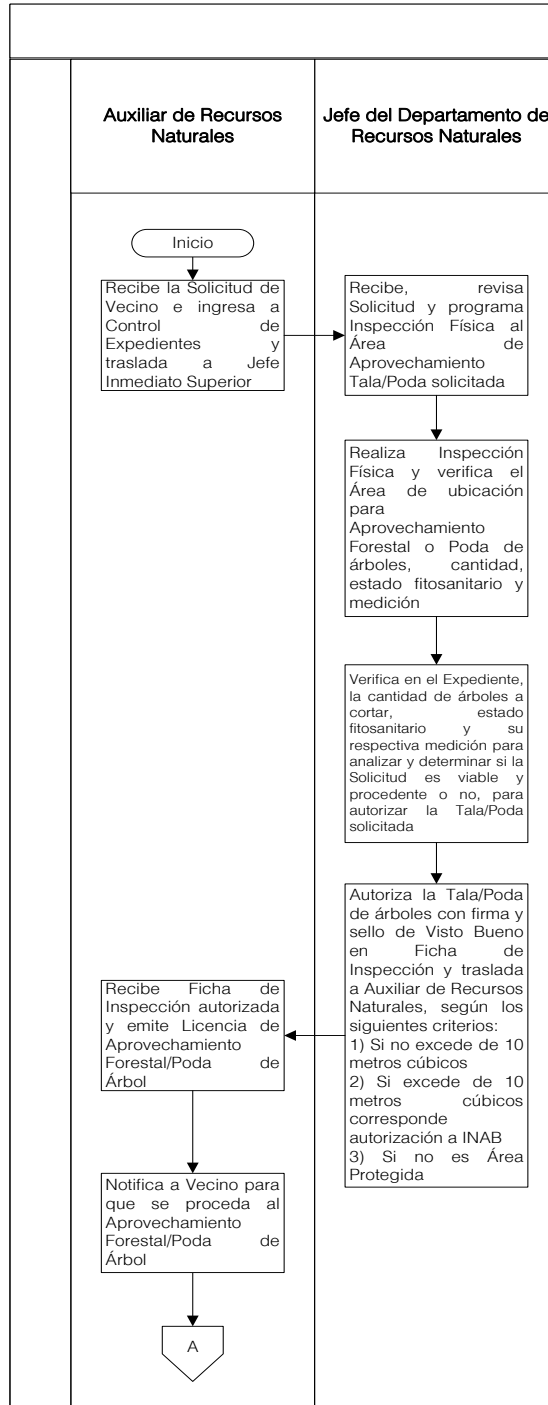 Auxiliar de Recursos
Naturales
Jefe del Departamento de
Recursos Naturales
Inicio
Recibe la Solicitud de
Vecino e ingresa a
Control de
Expedientes y
traslada a Jefe
Inmediato Superior
Recibe, revisa
Solicitud y programa
Inspección Física al
Área de
Aprovechamiento
Tala/Poda solicitada
Realiza Inspección
Física y verifica el
Área de ubicación
para
Aprovechamiento
Forestal o Poda de
árboles, cantidad,
estado fitosanitario y
medición
Verifica en el Expediente,
la cantidad de árboles a
cortar, estado
fitosanitario y su
respectiva medición para
analizar y determinar si la
Solicitud es viable y
procedente o no, para
autorizar la Tala/Poda
solicitada
Autoriza la Tala/Poda
de árboles con firma y
sello de Visto Bueno
en Ficha de
Inspección y traslada
a Auxiliar de Recursos
Naturales, según los
siguientes criterios:
1) Si no excede de 10
metros cúbicos
2) Si excede de 10
metros cúbicos
corresponde
autorización a INAB
3) Si no es Área
Protegida
Recibe Ficha de
Inspección autorizada
y emite Licencia de
Aprovechamiento
Forestal/Poda de
Árbol
Notifica a Vecino para
que se proceda al
Aprovechamiento
Forestal/Poda de
Árbol
A